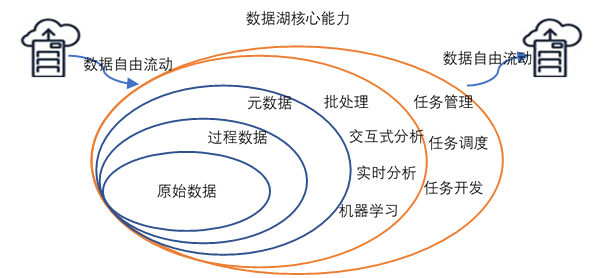 数据湖核心能力
数据自由流动
数据自由流动
元数据
批处理
任务管理
过程数据
交互式分析
任务调度
原始数据
实时分析
任务开发
机器学习